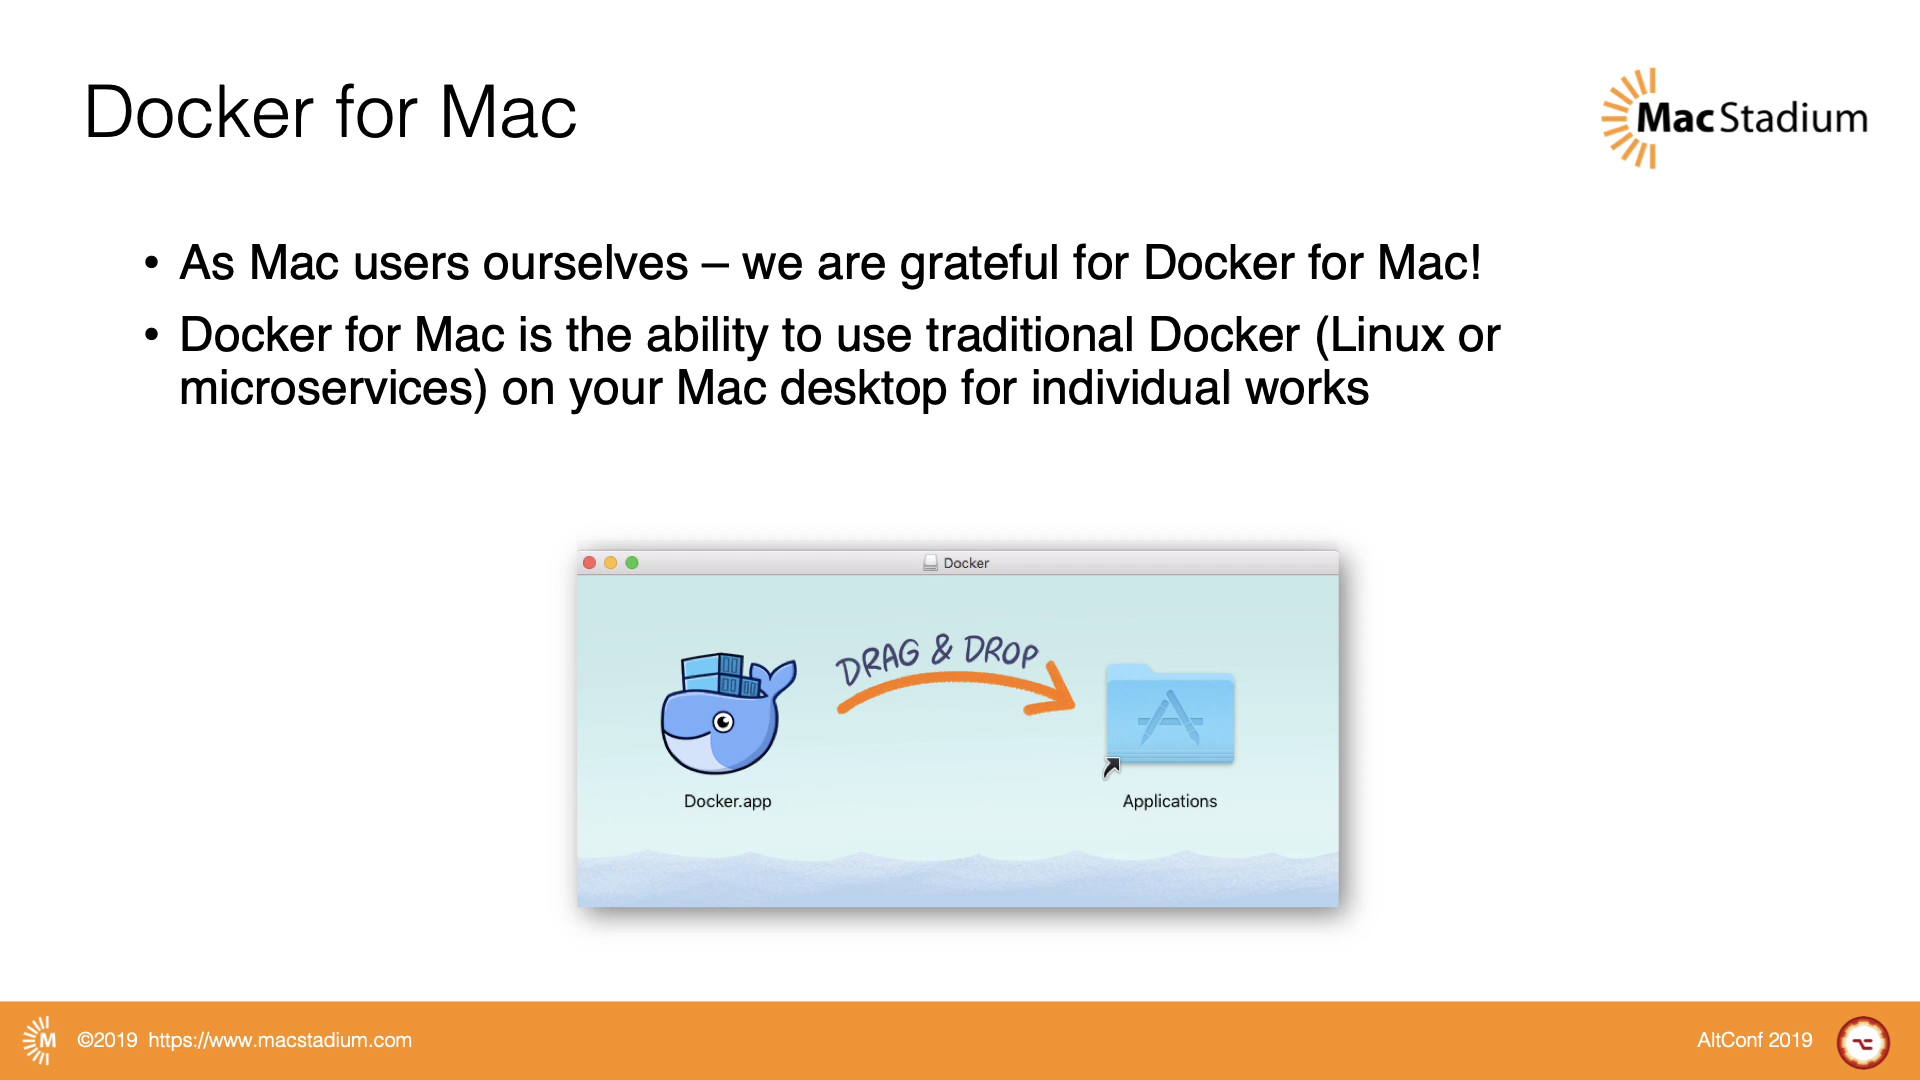 Docker for Mac
MacStadium
• As Mac users ourselves – we are grateful for Docker for Mac!
• Docker for Mac is the ability to use traditional Docker (Linux or
microservices) on your Mac desktop for individual works
Docker
DRAG & DROP
Docker.app
Applications
M
©2019 https://www.macstadium.com
AltConf 2019